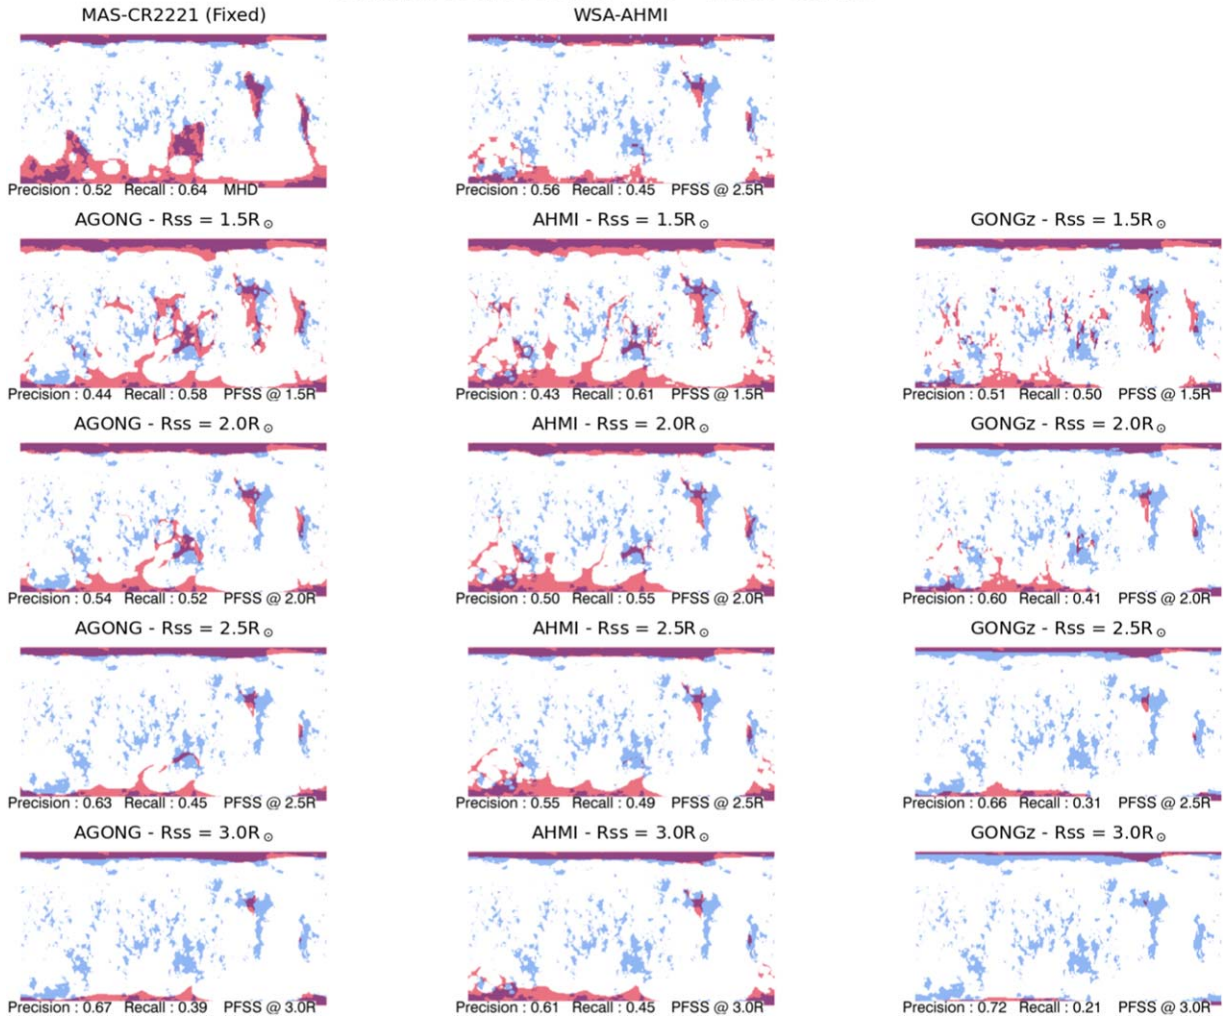 MAS-CR2221 (Fixed)
WSA-AHMI
Precision : 0.52 Recall : 0.64 MHD
Precision : 0.56 Recall : 0.45 PFSS @ 2.5R
AGONG - Rss = 1.5R☉
AHMI - Rss = 1.5R☉
GONGz - Rss = 1.5R☉
Precision : 0.44 Recall : 0.58 PFSS @ 1.5R
Precision : 0.43 Recall : 0.61 PFSS @ 1.5R
Precision : 0.51 Recall : 0.50 PFSS @ 1.5R
AGONG - Rss = 2.0R☉
AHMI - Rss = 2.0R☉
GONGz - Rss = 2.0R☉
Precision : 0.54 Recall : 0.52 PFSS @ 2.0R
Precision : 0.50 Recall : 0.55 PFSS @ 2.0R
Precision : 0.60 Recall : 0.41 PFSS @ 2.0R
AGONG - Rss = 2.5R☉
AHMI - Rss = 2.5R☉
GONGz - Rss = 2.5R☉
Precision : 0.63 Recall : 0.45 PFSS @ 2.5R
Precision : 0.55 Recall : 0.49 PFSS @ 2.5R
Precision : 0.66 Recall : 0.31 PFSS @ 2.5R
AGONG - Rss = 3.0R☉
AHMI - Rss = 3.0R☉
GONGz - Rss = 3.0R☉
Precision : 0.67 Recall : 0.39 PFSS @ 3.0R
Precision : 0.61 Recall : 0.45 PFSS @ 3.0R
Precision : 0.72 Recall : 0.21 PFSS @ 3.0R